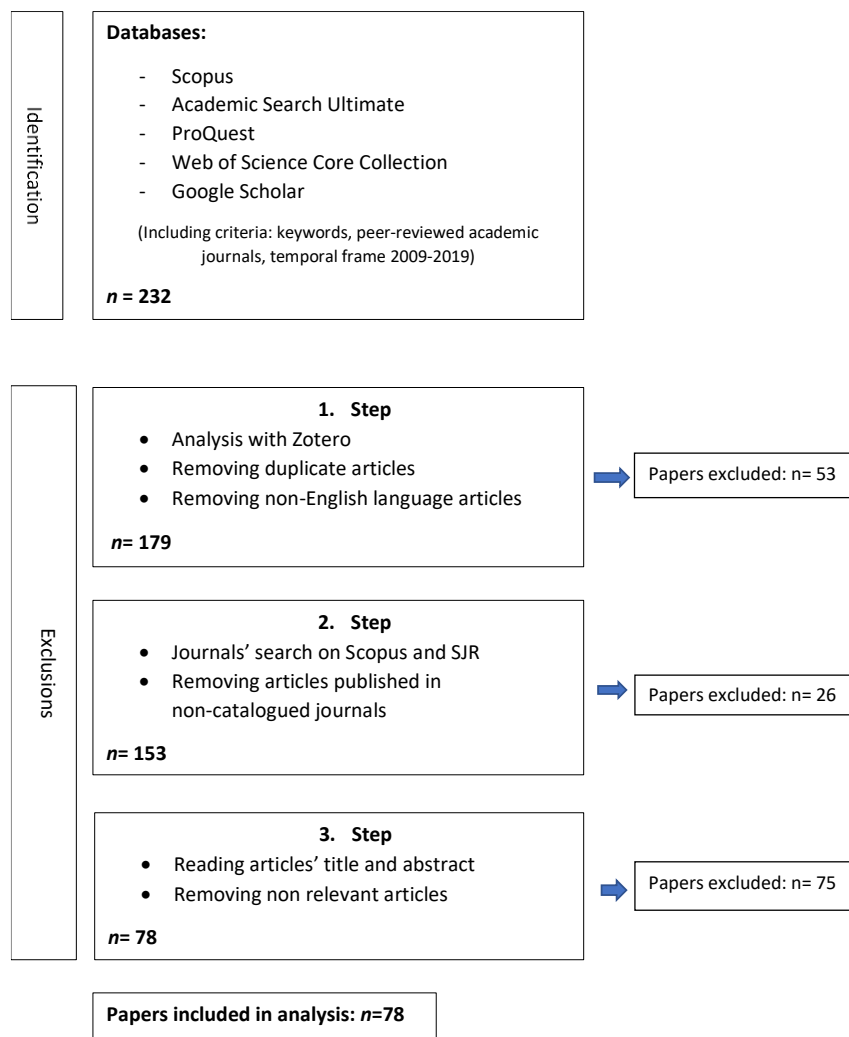 Identification
Databases:
- Scopus
- Academic Search Ultimate
- ProQuest
- Web of Science Core Collection
- Google Scholar
(Including criteria: keywords, peer-reviewed academic
journals, temporal frame 2009-2019)
n = 232
Exclusions
1. Step
• Analysis with Zotero
• Removing duplicate articles
• Removing non-English language articles
n= 179
Papers excluded: n= 53
2. Step
• Journals’ search on Scopus and SJR
• Removing articles published in
non-catalogued journals
n= 153
Papers excluded: n= 26
3. Step
• Reading articles’ title and abstract
• Removing non relevant articles
n= 78
Papers excluded: n= 75
Papers included in analysis: n=78